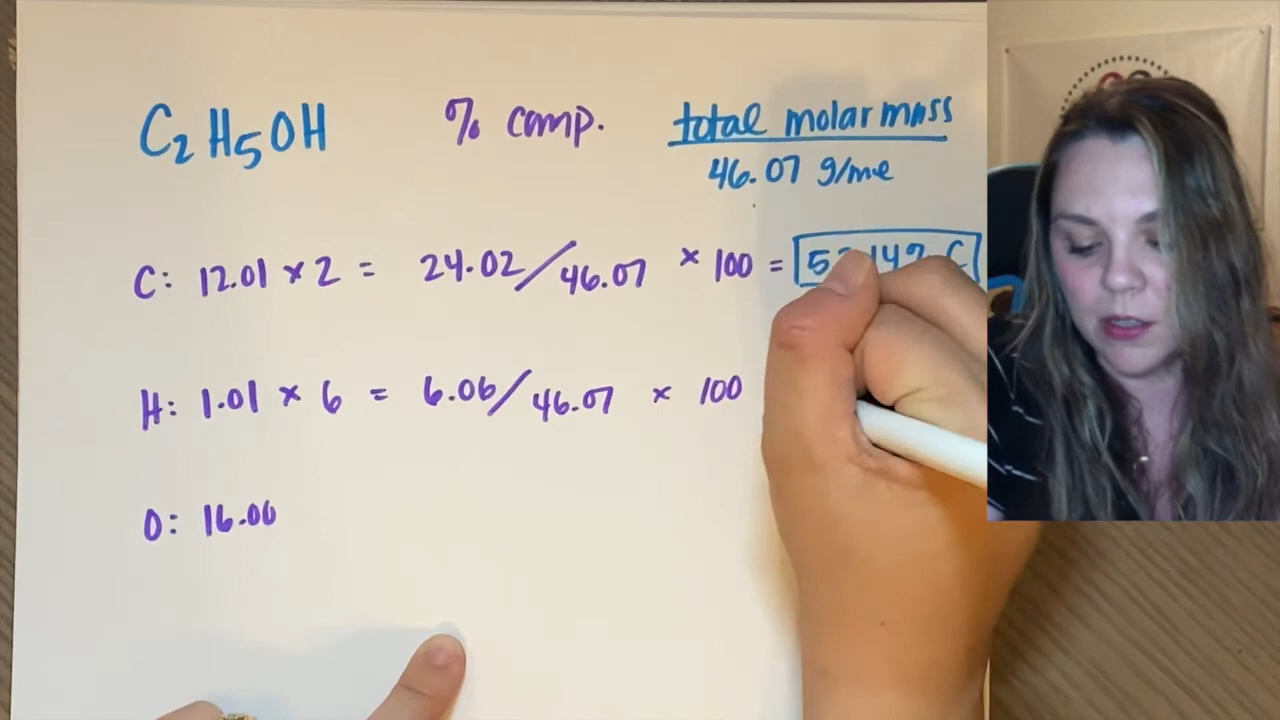 C₂H₅OH % comp. total molar mass
46.07 g/mol
C: 12.01 × 2 = 24.02/46.07 × 100 =
H: 1.01 × 6 = 6.06/46.07 × 100
O: 16.00